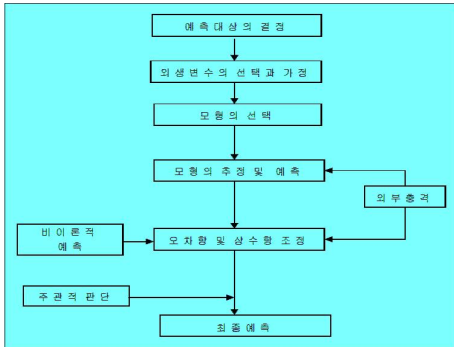 예측대상의 결정
외생변수의 선택과 가정
모형의 선택
모형의 추정 및 예측
외부충격
비이론적
예측
오차항 및 상수항 조정
주관적 판단
최종예측